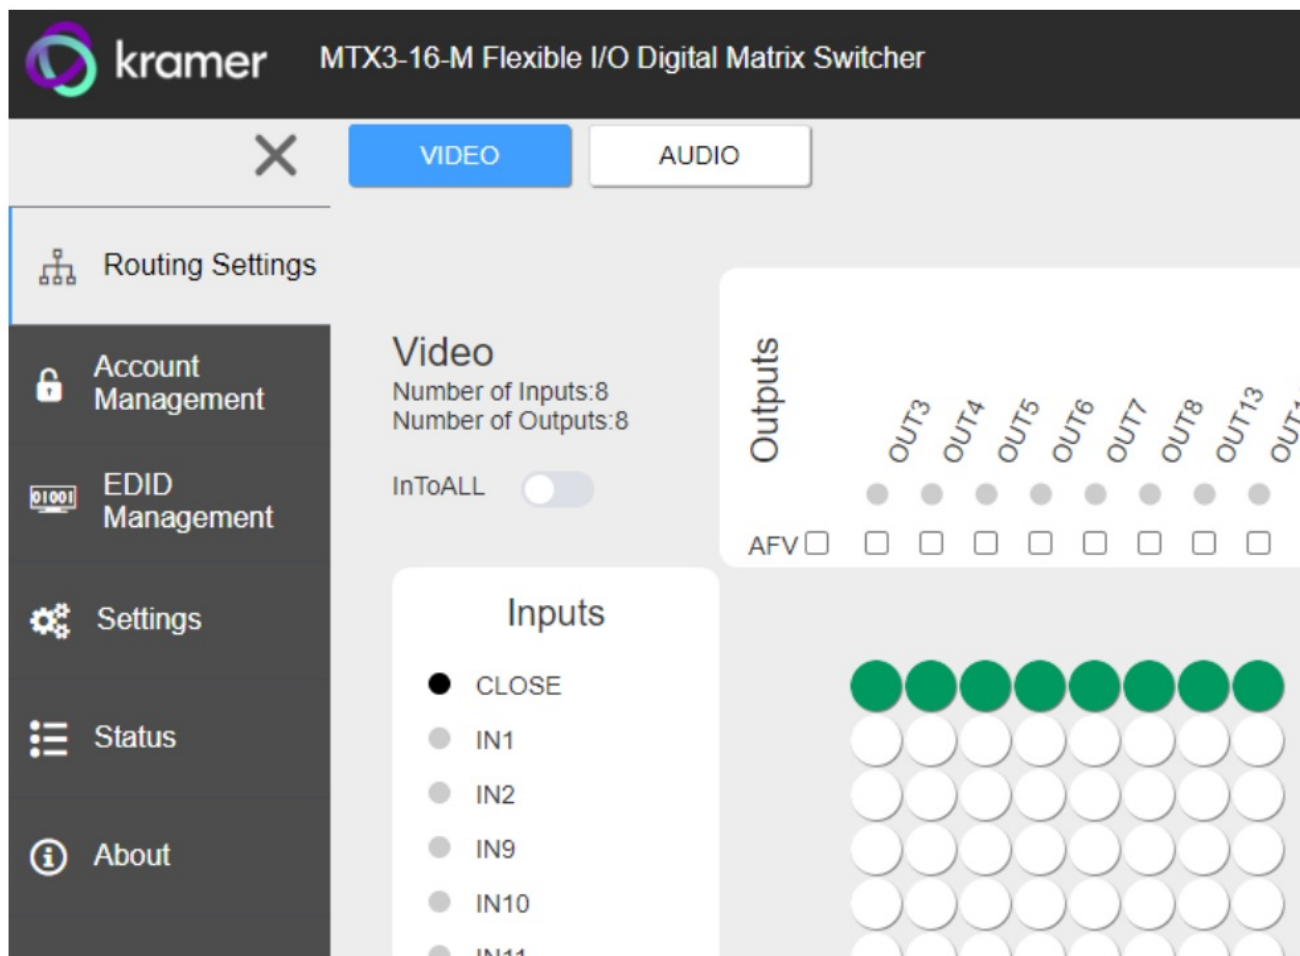 kramer
MTX3-16-M Flexible I/O Digital Matrix Switcher
VIDEO
AUDIO
Routing Settings
Account
Management
EDID
Management
Settings
Status
About
Video
Number of Inputs:8
Number of Outputs:8
InToALL
Outputs
OUT3
OUT4
OUT5
OUT6
OUT7
OUT8
OUT13
AFV
Inputs
CLOSE
IN1
IN2
IN9
IN10
IN11